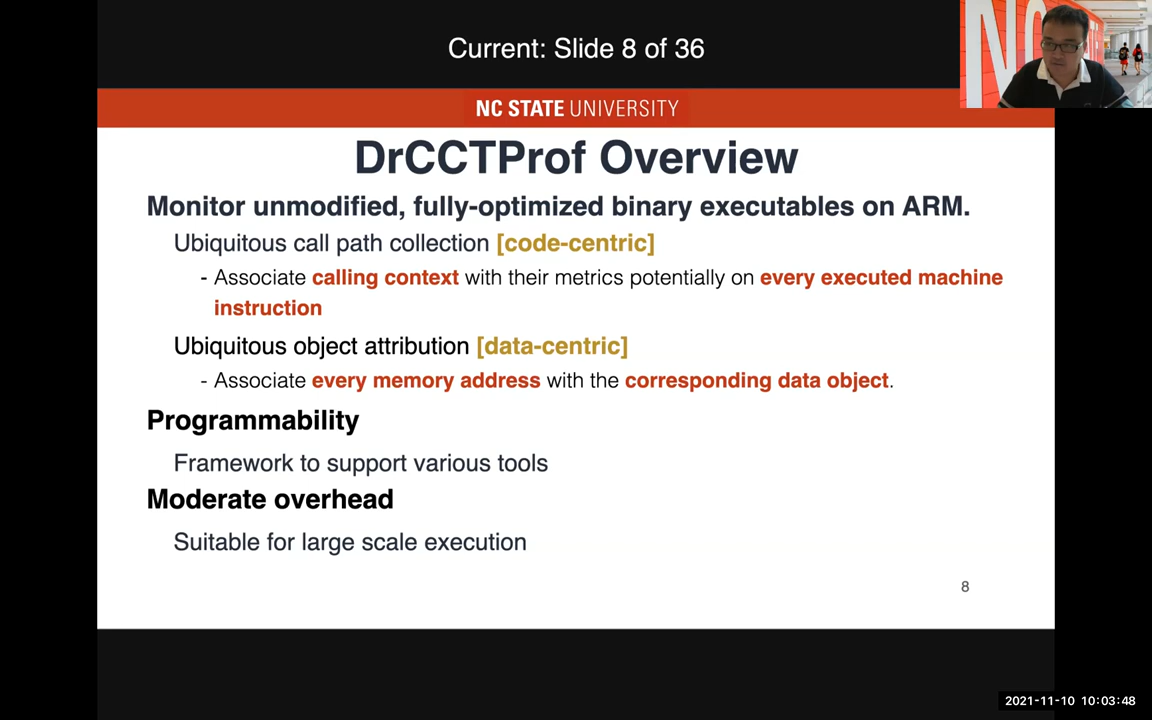 Current: Slide 8 of 36
NC STATE UNIVERSITY
DrCCTProf Overview
Monitor unmodified, fully-optimized binary executables on ARM.
Ubiquitous call path collection [code-centric]
- Associate calling context with their metrics potentially on every executed machine
instruction
Ubiquitous object attribution [data-centric]
- Associate every memory address with the corresponding data object.
Programmability
Framework to support various tools
Moderate overhead
Suitable for large scale execution
8
2021-11-10 10:03:48